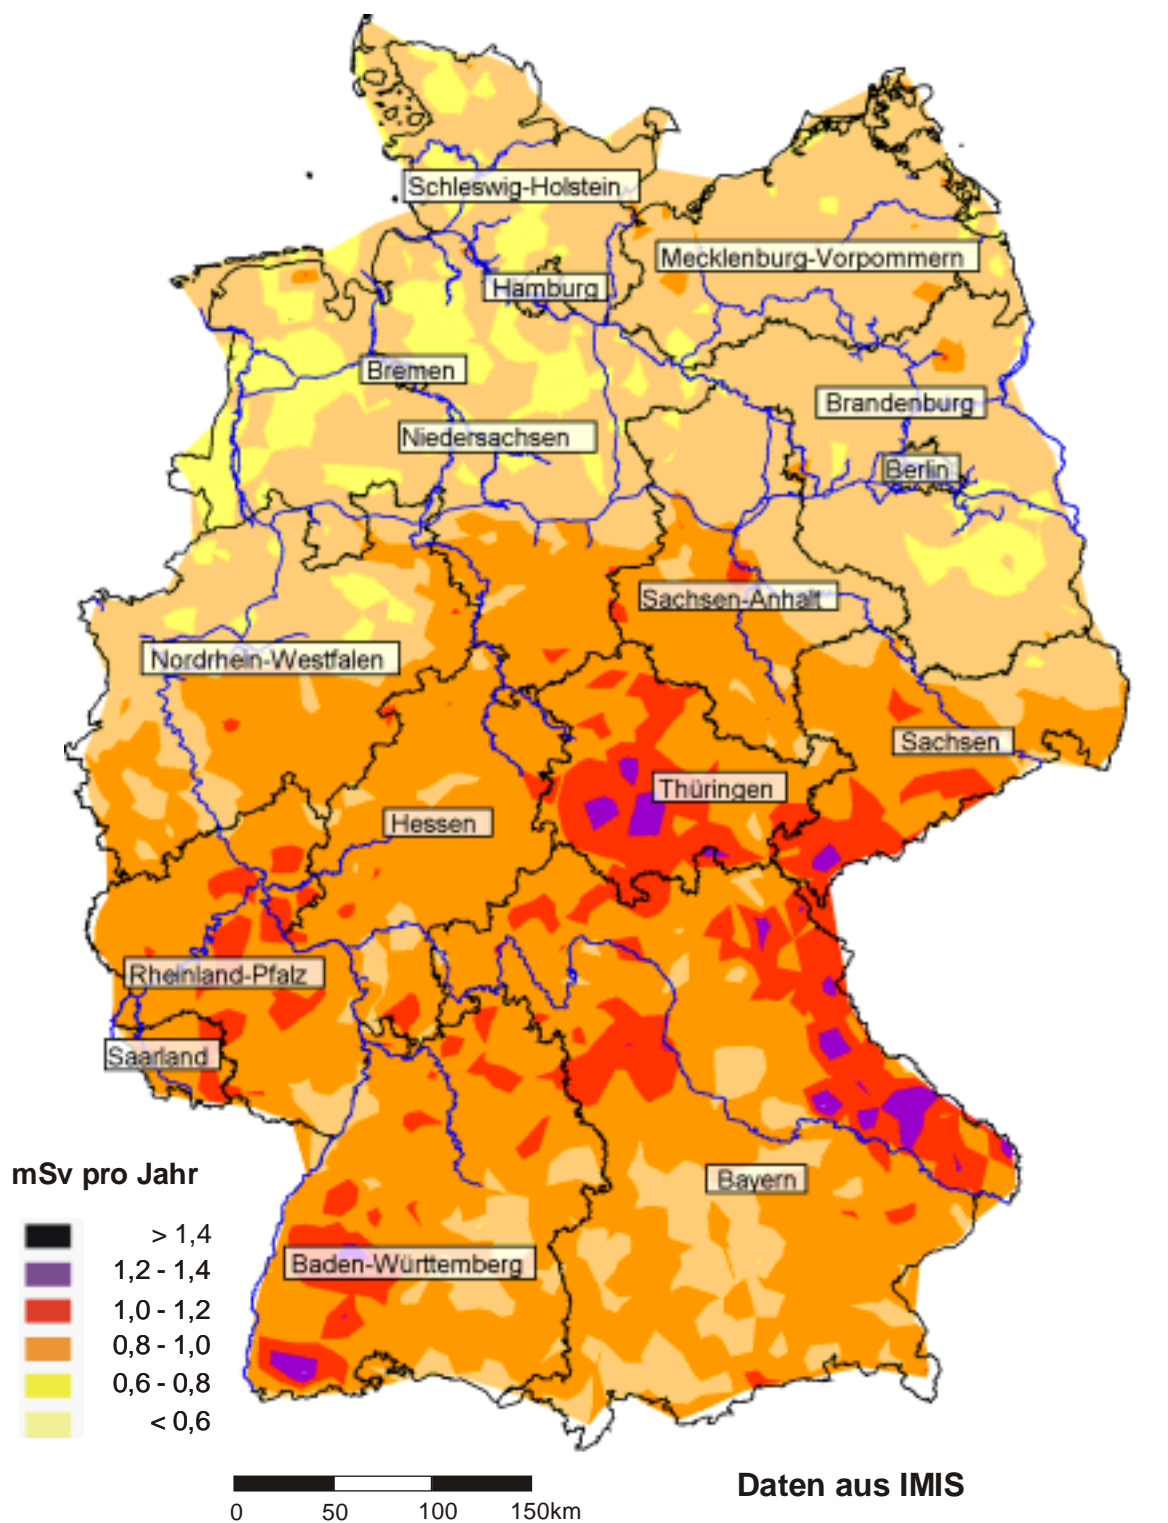 Schleswig-Holstein
Mecklenburg-Vorpommern
Hamburg
Bremen
Brandenburg
Niedersachsen
Berlin
Sachsen-Anhalt
Nordrhein-Westfalen
Sachsen
Thüringen
Hessen
Rheinland-Pfalz
Saarland
Bayern
Baden-Württemberg
mSv pro Jahr
> 1,4
1,2 - 1,4
1,0 - 1,2
0,8 - 1,0
0,6 - 0,8
< 0,6
0 50 100 150km
Daten aus IMIS